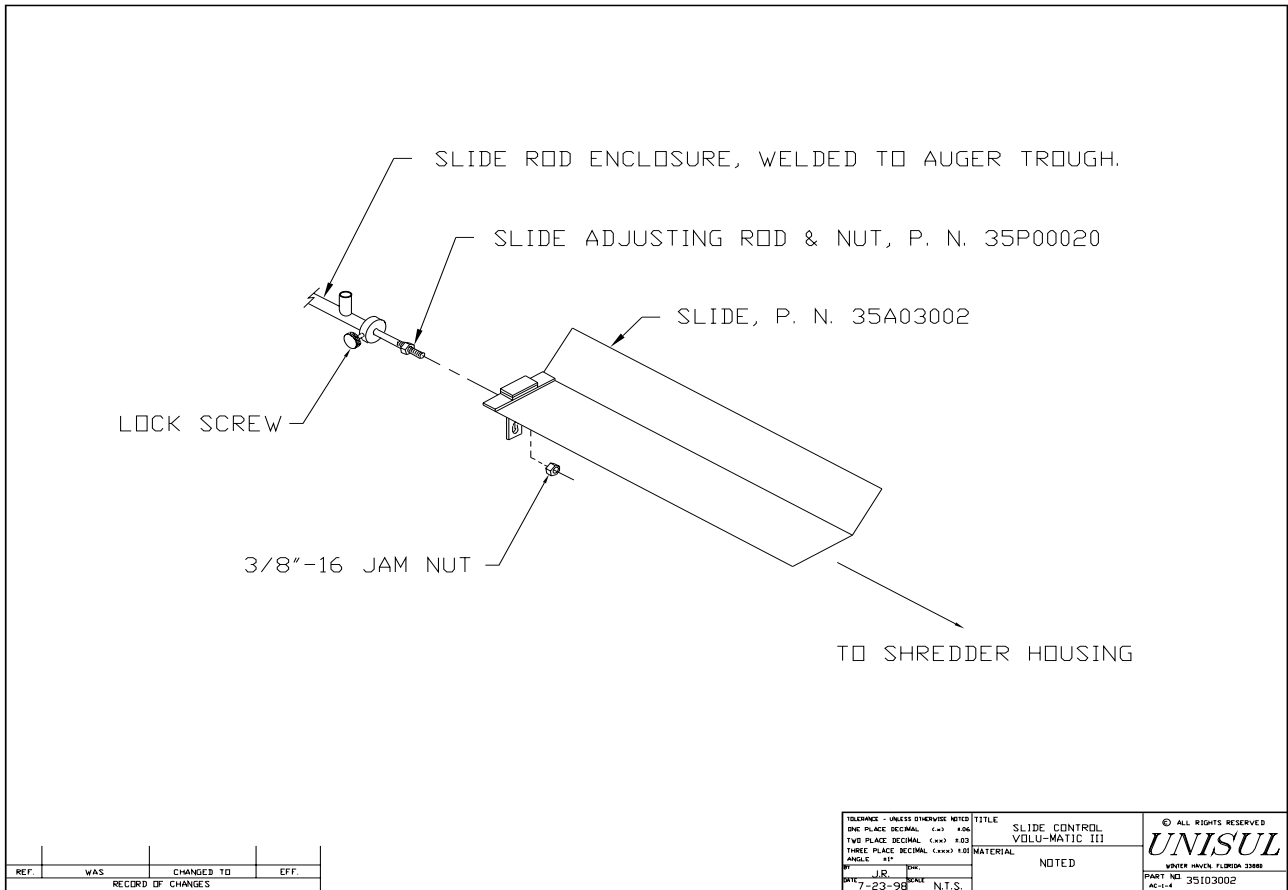 SLIDE ROD ENCLOSURE, WELDED TO AUGER TROUGH.
SLIDE ADJUSTING ROD & NUT, P. N. 35P00020
SLIDE, P. N. 35A03002
LOCK SCREW
3/8"-16 JAM NUT
TO SHREDDER HOUSING
REF. WAS CHANGED TO EFF.
RECORD OF CHANGES
TOLERANCE - UNLESS OTHERWISE NOTED
ONE PLACE DECIMAL (.x) ±.06
TWO PLACE DECIMAL (.xx) ±.03
THREE PLACE DECIMAL (.xxx) ±.01
ANGLE ±1°
BY J.R. CHK.
DATE 7-23-98 SCALE N.T.S.
TITLE
SLIDE CONTROL
VOLU-MATIC III
MATERIAL
NOTED
© ALL RIGHTS RESERVED
UNISUL
WINTER HAVEN, FLORIDA 33880
PART NO. 35I03002
AC-1-4